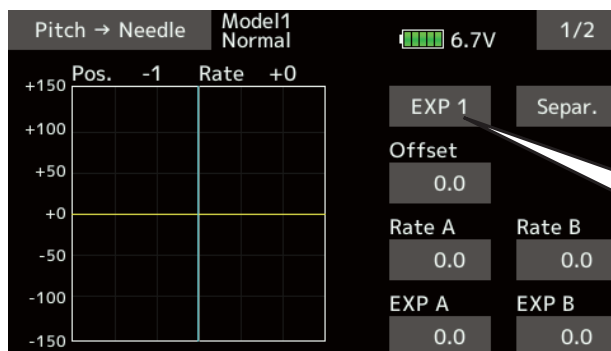 Pitch → Needle
Model1
Normal
6.7V
1/2
Pos. -1 Rate +0
+150
+100
+50
+0
-50
-100
-150
EXP 1
Separ.
Offset
0.0
Rate A Rate B
0.0 0.0
EXP A EXP B
0.0 0.0